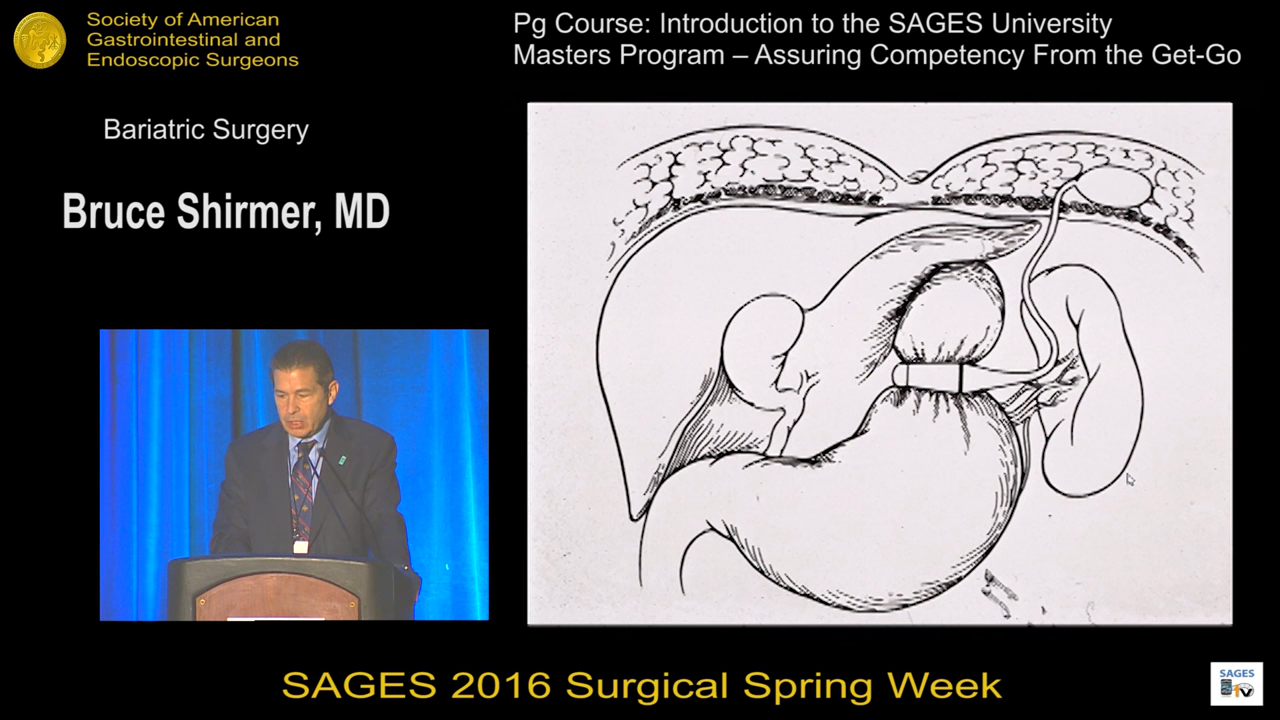 Society of American
Gastrointestinal and
Endoscopic Surgeons
Pg Course: Introduction to the SAGES University
Masters Program – Assuring Competency From the Get-Go
Bariatric Surgery
Bruce Shirmer, MD
SAGES 2016 Surgical Spring Week
SAGES
TV